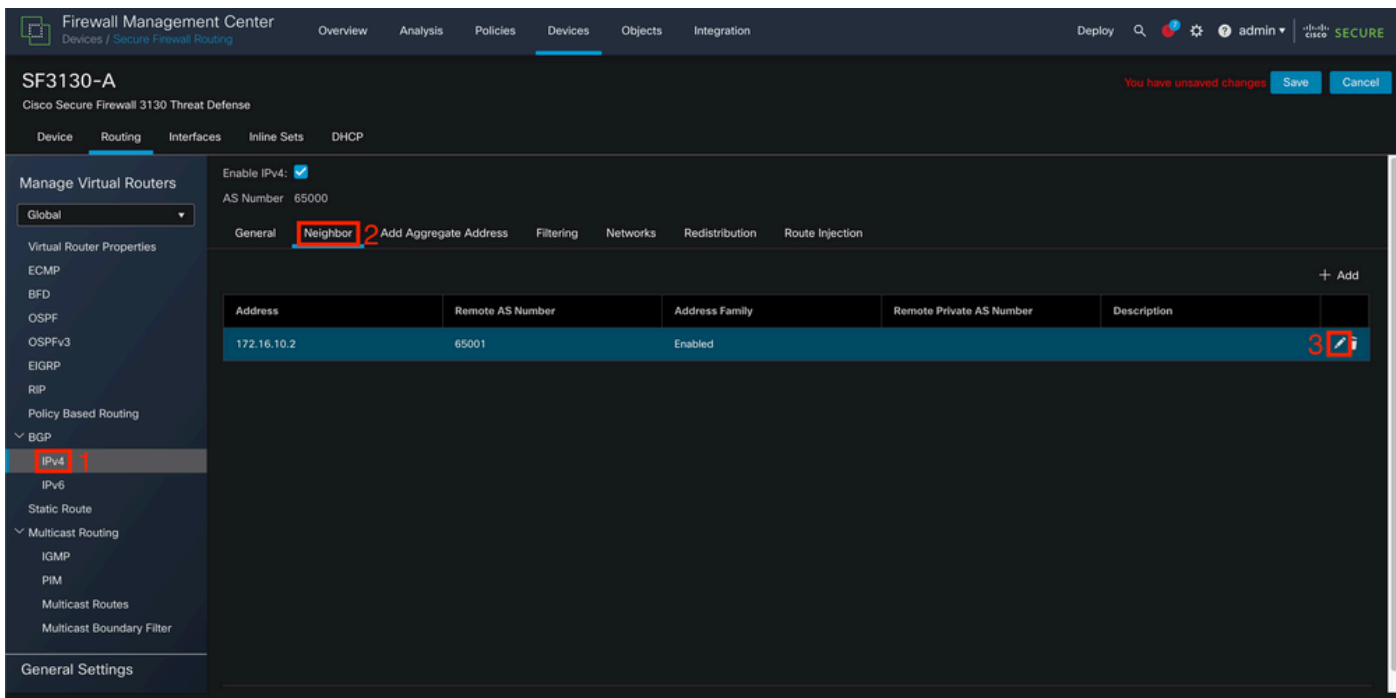 Firewall Management Center
Devices / Secure Firewall Routing
Overview Analysis Policies Devices Objects Integration
Deploy 7 ? admin cisco SECURE
SF3130-A
Cisco Secure Firewall 3130 Threat Defense
You have unsaved changes Save Cancel
Device Routing Interfaces Inline Sets DHCP
Manage Virtual Routers
Global
Virtual Router Properties
ECMP
BFD
OSPF
OSPFv3
EIGRP
RIP
Policy Based Routing
BGP
IPv4 1
IPv6
Static Route
Multicast Routing
IGMP
PIM
Multicast Routes
Multicast Boundary Filter
General Settings
Enable IPv4:
AS Number 65000
General Neighbor 2 Add Aggregate Address Filtering Networks Redistribution Route Injection
+ Add
Address Remote AS Number Address Family Remote Private AS Number Description
172.16.10.2 65001 Enabled 3